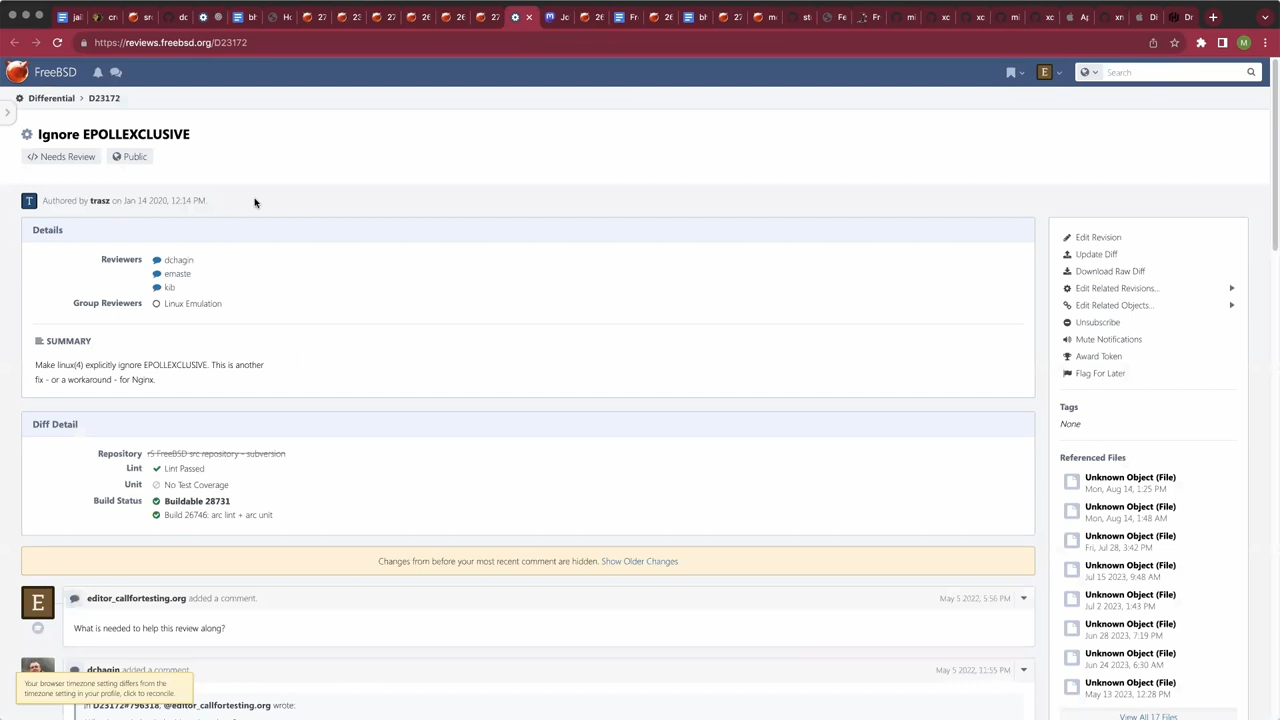 https://reviews.freebsd.org/D23172
M
FreeBSD
E
Search
Differential > D23172
Ignore EPOLLEXCLUSIVE
Needs Review
Public
T
Authored by trasz on Jan 14 2020, 12:14 PM.
Details
Reviewers
dchagin
emaste
kib
Group Reviewers
Linux Emulation
SUMMARY
Make linux(4) explicitly ignore EPOLLEXCLUSIVE. This is another
fix - or a workaround - for Nginx.
Diff Detail
Repository
rS FreeBSD src repository - subversion
Lint
Lint Passed
Unit
No Test Coverage
Build Status
Buildable 28731
Build 26746: arc lint + arc unit
Changes from before your most recent comment are hidden. Show Older Changes
E
editor_callfortesting.org added a comment.
May 5 2022, 5:56 PM
What is needed to help this review along?
dchagin added a comment.
May 5 2022, 11:55 PM
In D23172#796318, @editor_callfortesting.org wrote:
Your browser timezone setting differs from the
timezone setting in your profile, click to reconcile.
Edit Revision
Update Diff
Download Raw Diff
Edit Related Revisions...
Edit Related Objects...
Unsubscribe
Mute Notifications
Award Token
Flag For Later
Tags
None
Referenced Files
Unknown Object (File)
Mon, Aug 14, 1:25 PM
Unknown Object (File)
Mon, Aug 14, 1:48 AM
Unknown Object (File)
Fri, Jul 28, 3:42 PM
Unknown Object (File)
Jul 15 2023, 9:48 AM
Unknown Object (File)
Jul 2 2023, 1:43 PM
Unknown Object (File)
Jun 28 2023, 7:19 PM
Unknown Object (File)
Jun 24 2023, 6:30 AM
Unknown Object (File)
May 13 2023, 12:28 PM
View All 17 Files